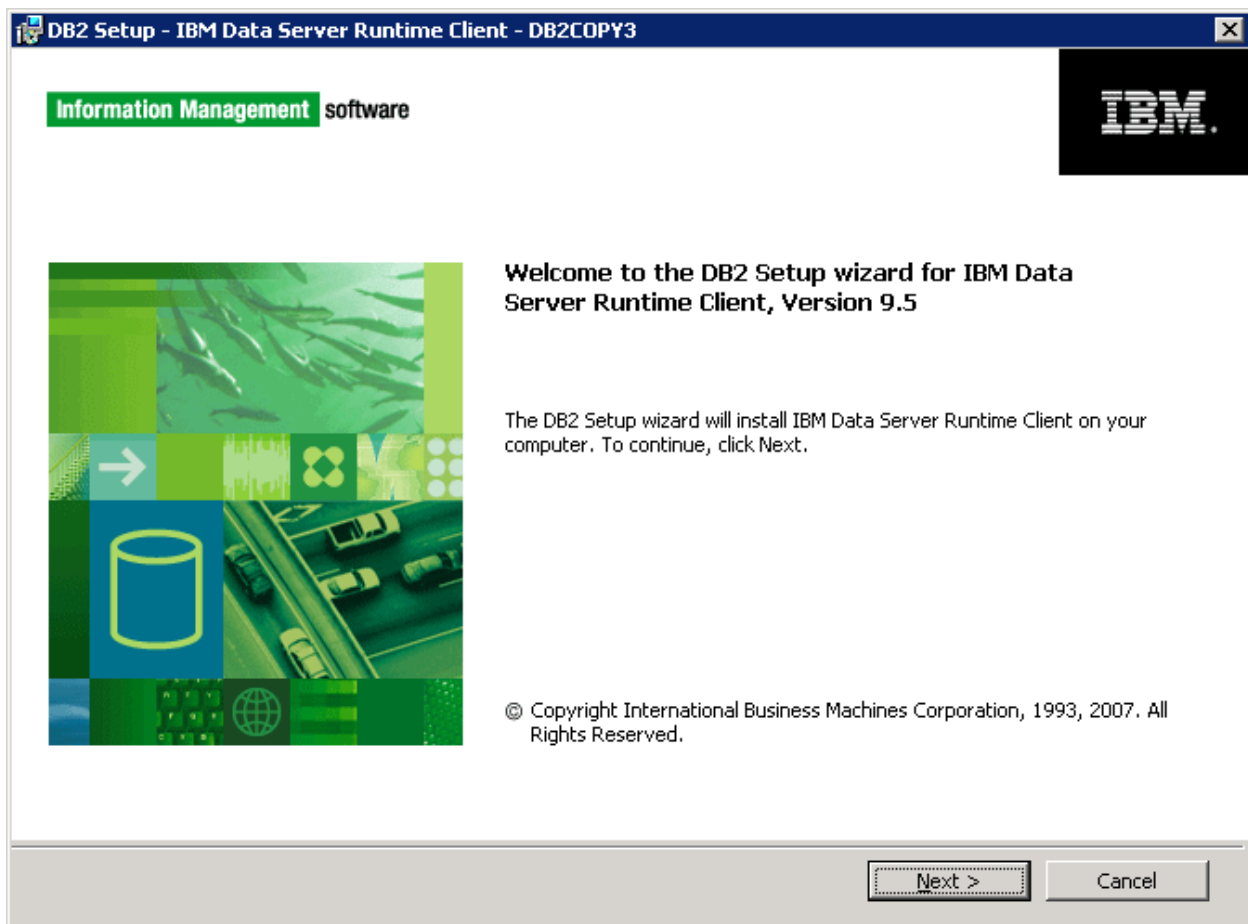 DB2 Setup - IBM Data Server Runtime Client - DB2COPY3
Information Management software
IBM.
Welcome to the DB2 Setup wizard for IBM Data
Server Runtime Client, Version 9.5
The DB2 Setup wizard will install IBM Data Server Runtime Client on your
computer. To continue, click Next.
© Copyright International Business Machines Corporation, 1993, 2007. All
Rights Reserved.
Next >
Cancel